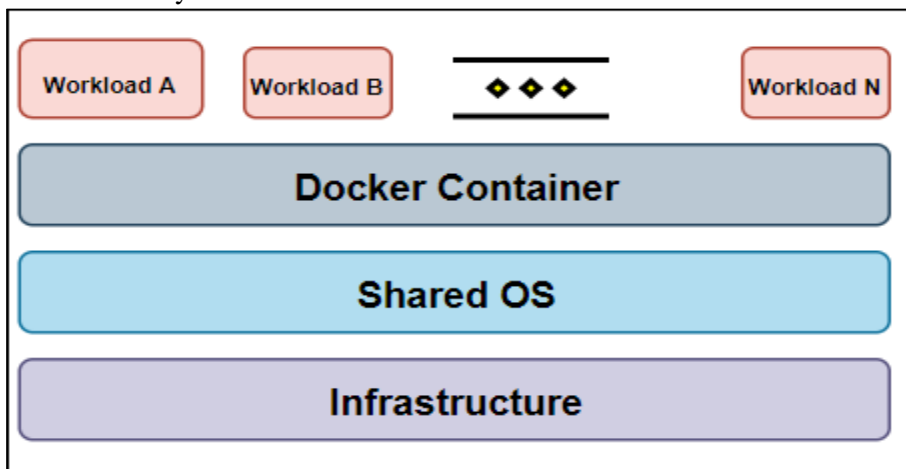 Workload A
Workload B
Workload N
Docker Container
Shared OS
Infrastructure